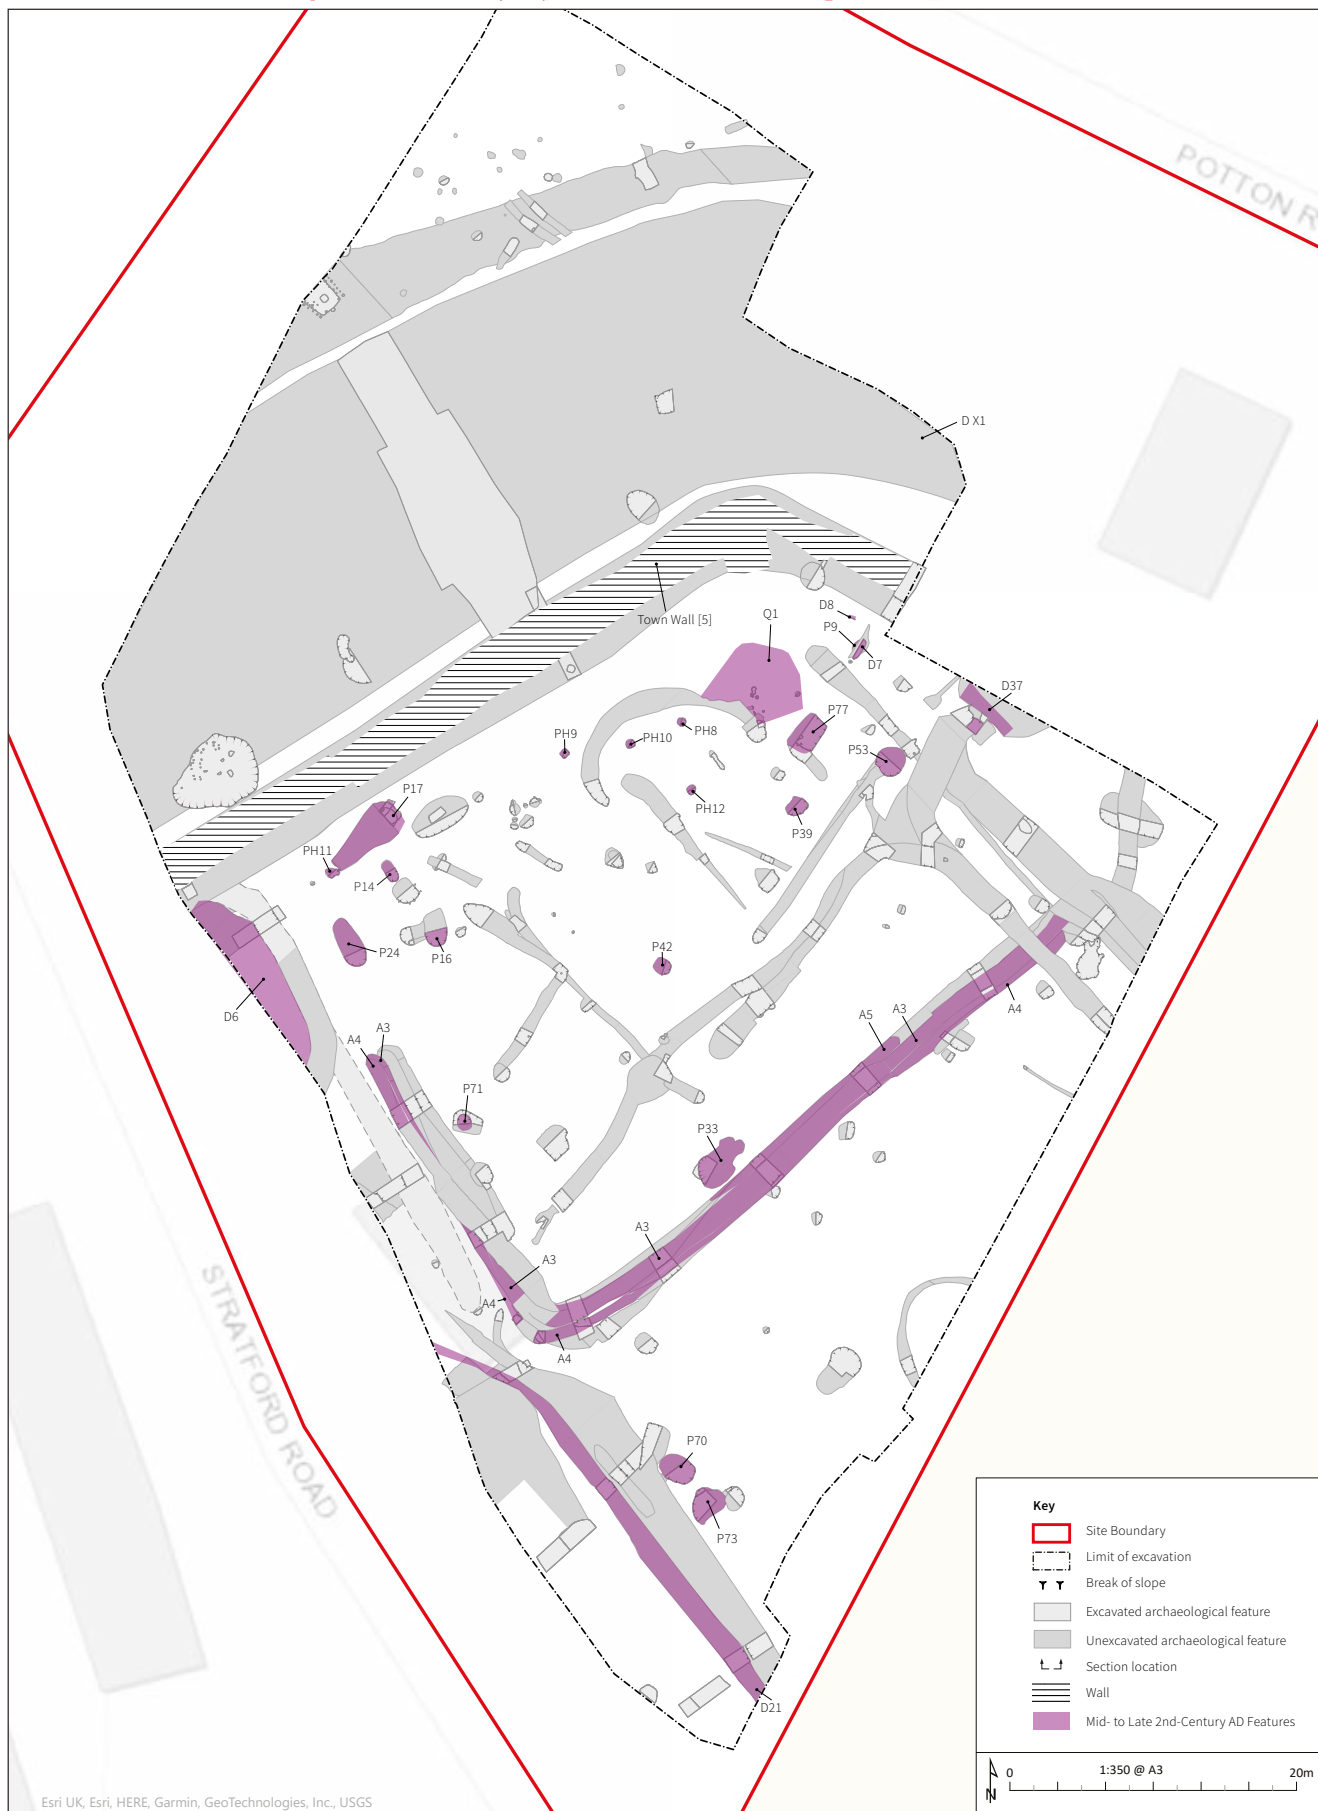 POTTON R
D X1
Town Wall [5]
Q1
D8
P9
D7
D37
P77
P53
PH8
PH10
PH9
PH12
P39
P17
PH11
P14
P24
P16
P42
D6
A4
A3
A5
A3
A4
P71
P33
A3
A3
A4
A4
STRATFORD ROAD
P70
P73
D21
Key
Site Boundary
Limit of excavation
Break of slope
Excavated archaeological feature
Unexcavated archaeological feature
Section location
Wall
Mid- to Late 2nd-Century AD Features
N
0
1:350 @ A3
20m
Esri UK, Esri, HERE, Garmin, GeoTechnologies, Inc., USGS